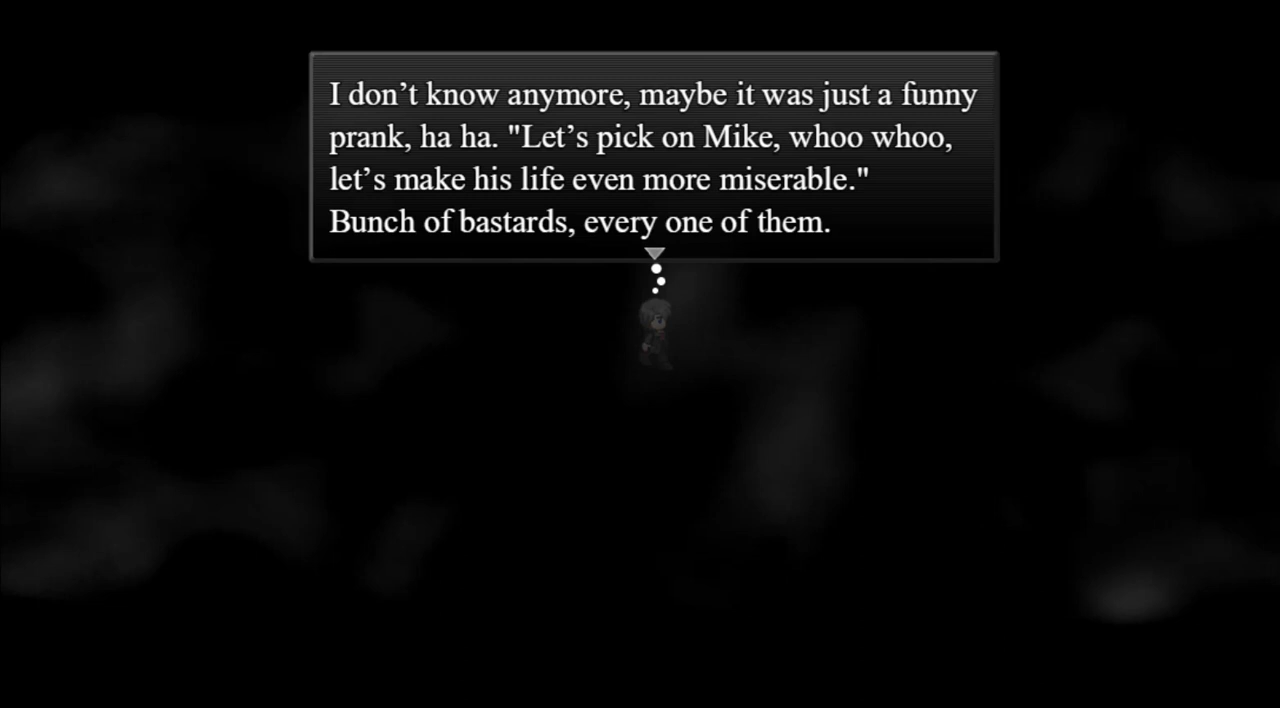 I don’t know anymore, maybe it was just a funny
prank, ha ha. "Let’s pick on Mike, whoo whoo,
let’s make his life even more miserable."
Bunch of bastards, every one of them.